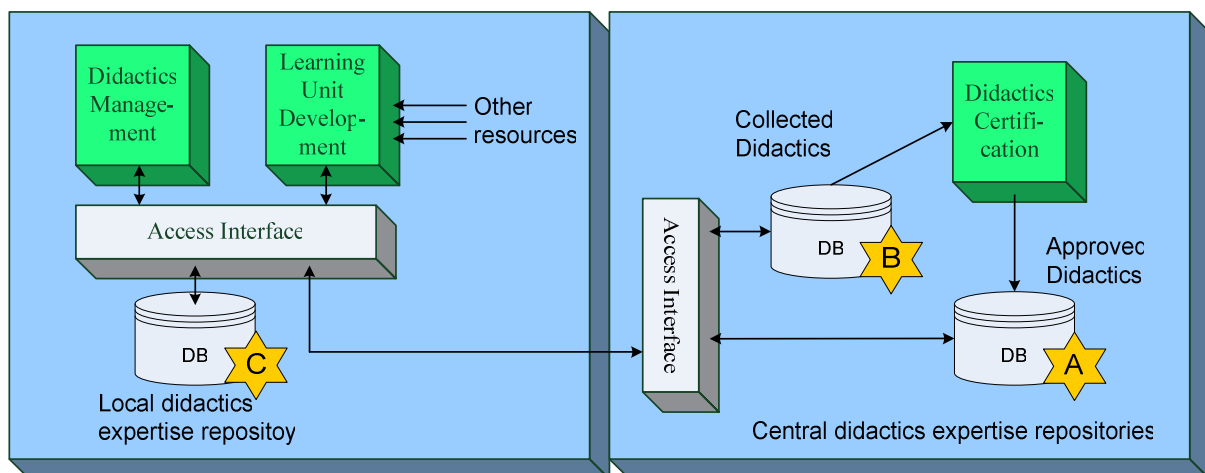 Didactics
Manage-
ment
Learning
Unit
Develop-
ment
Other
resources
Access Interface
DB
C
Local didactics
expertise repositoy
Collected
Didactics
Didactics
Certifi-
cation
Access Interface
DB
B
Approved
Didactics
DB
A
Central didactics expertise repositories